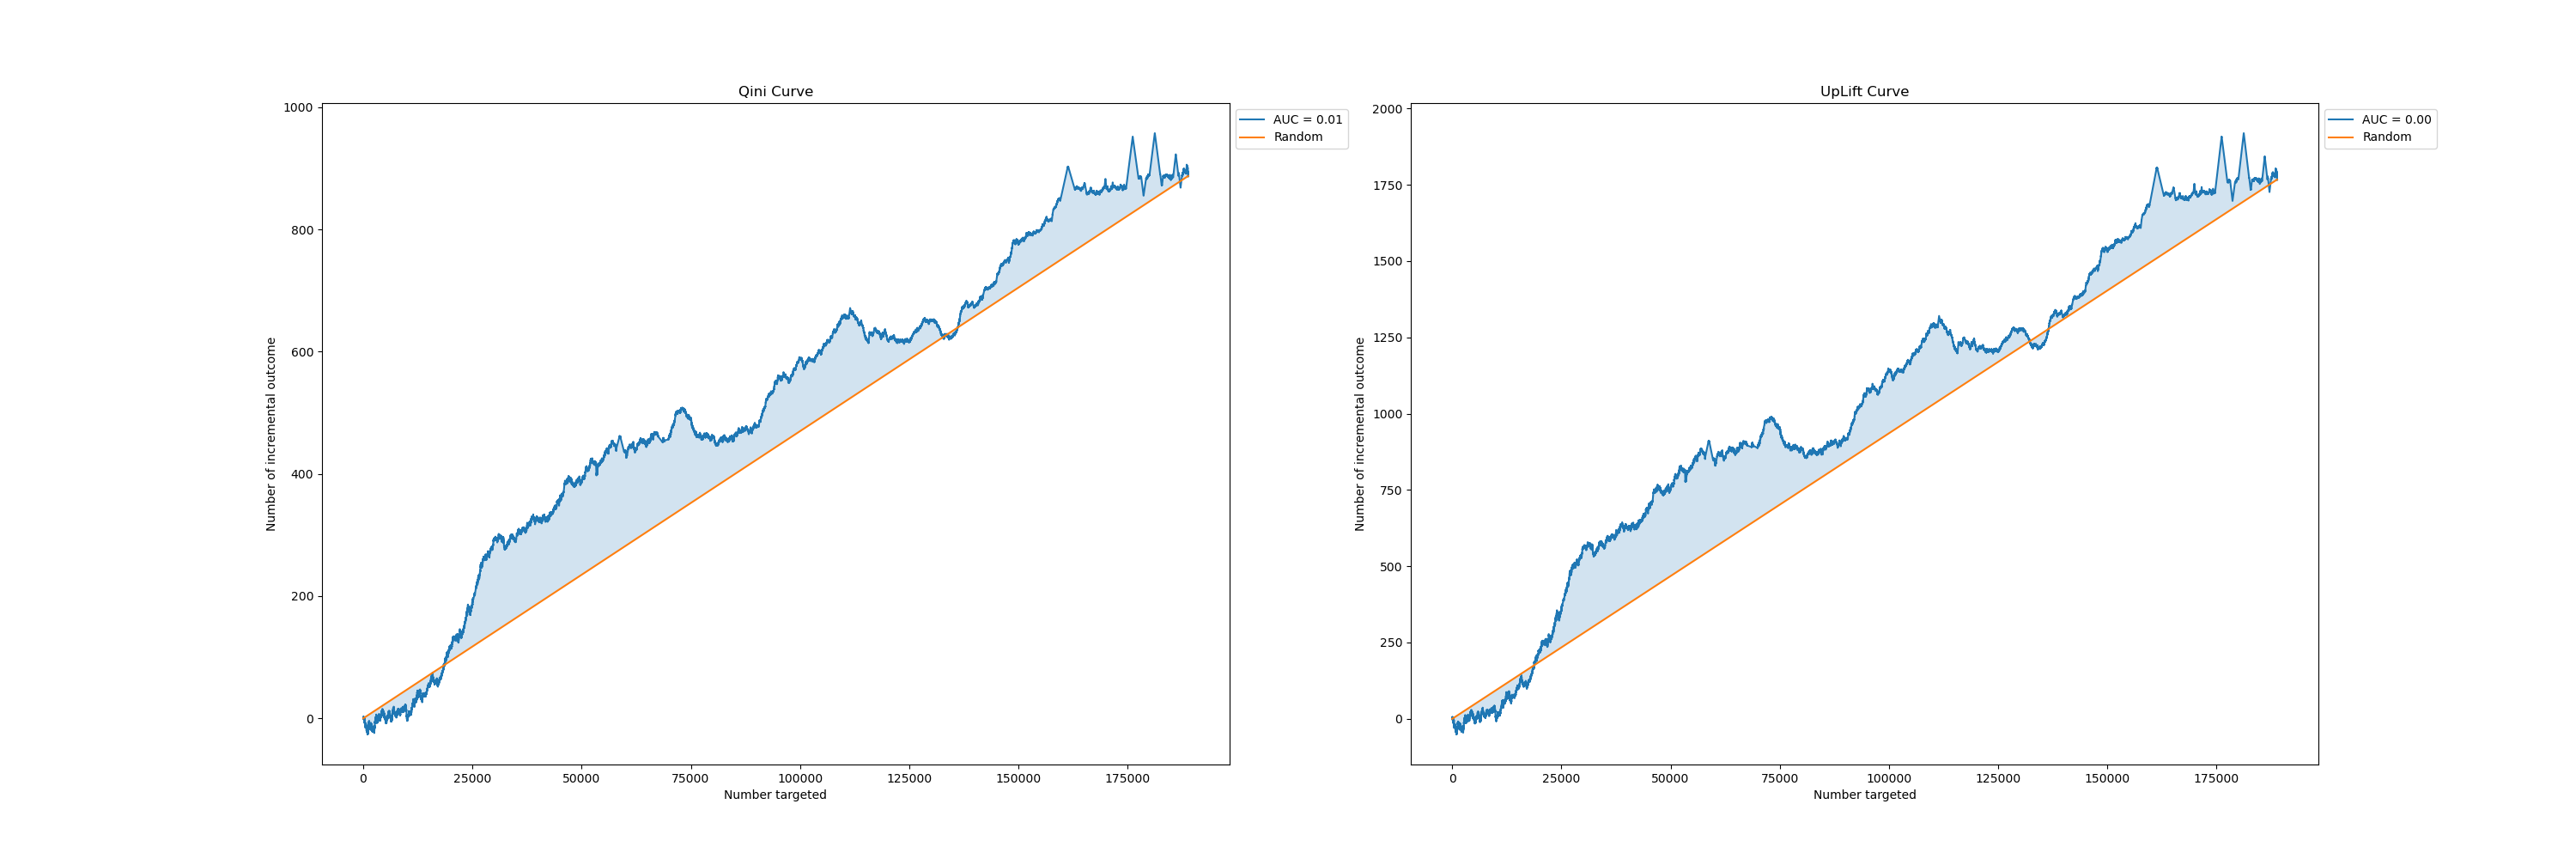 Qini Curve
1000
800
600
400
200
0
Number of incremental outcome
0 25000 50000 75000 100000 125000 150000 175000
Number targeted
AUC = 0.01
Random
UpLift Curve
2000
1750
1500
1250
1000
750
500
250
0
Number of incremental outcome
0 25000 50000 75000 100000 125000 150000 175000
Number targeted
AUC = 0.00
Random